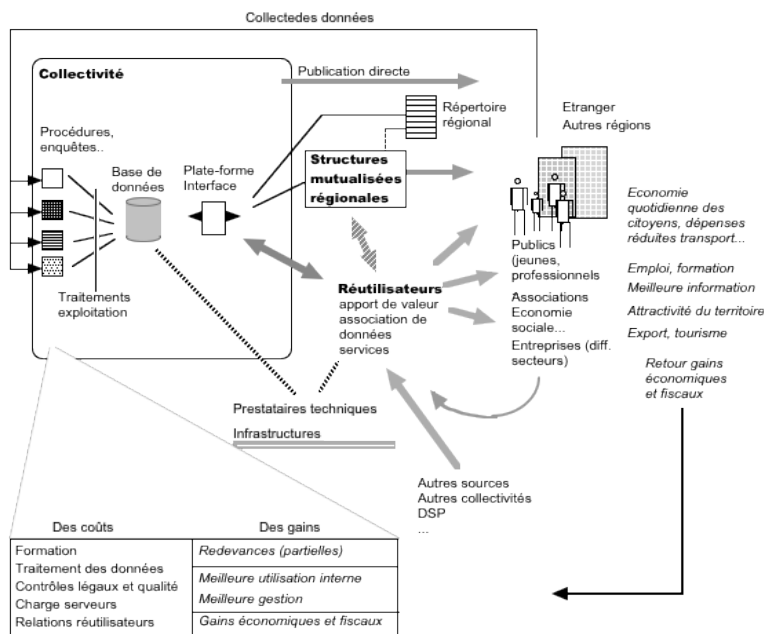 Collectedes données
Collectivité
Publication directe
Répertoire
régional
Etranger
Autres régions
Procédures,
enquêtes..
Base de
données
Plate-forme
Interface
Structures
mutualisées
régionales
Traitements
exploitation
Réutilisateurs
apport de valeur
association de
données
services
Publics
(jeunes,
professionnels
Associations
Economie
sociale...
Entreprises (diff.
secteurs)
Economie
quotidienne des
citoyens, dépenses
réduites transport...
Emploi, formation
Meilleure information
Attractivité du territoire
Export, tourisme
Retour gains
économiques
et fiscaux
Prestataires techniques
Infrastructures
Autres sources
Autres collectivités
DSP
...
Des coûts
Des gains
Formation
Traitement des données
Contrôles légaux et qualité
Charge serveurs
Relations réutilisateurs
Redevances (partielles)
Meilleure utilisation interne
Meilleure gestion
Gains économiques et fiscaux